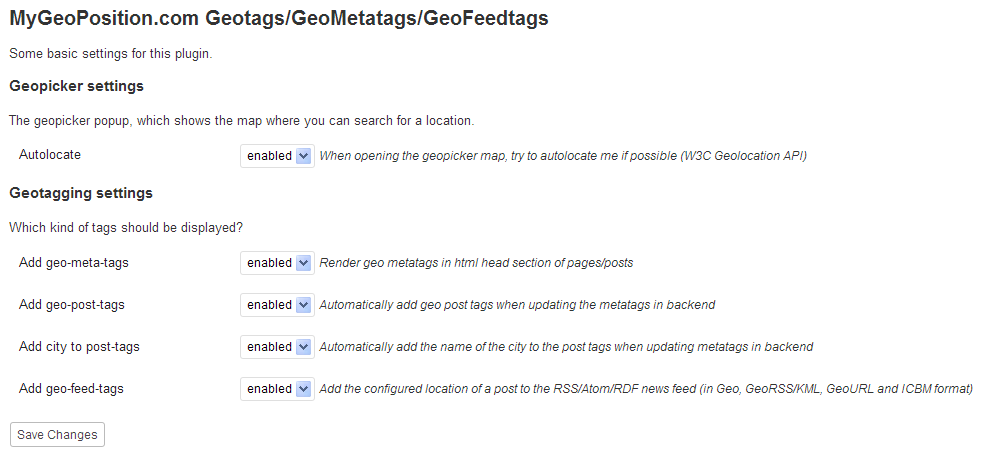 MyGeoPosition.com Geotags/GeoMetatags/GeoFeedtags
Some basic settings for this plugin.
Geopicker settings
The geopicker popup, which shows the map where you can search for a location.
Autolocate enabled When opening the geopicker map, try to autolocate me if possible (W3C Geolocation API)
Geotagging settings
Which kind of tags should be displayed?
Add geo-meta-tags enabled Render geo metatags in html head section of pages/posts
Add geo-post-tags enabled Automatically add geo post tags when updating the metatags in backend
Add city to post-tags enabled Automatically add the name of the city to the post tags when updating metatags in backend
Add geo-feed-tags enabled Add the configured location of a post to the RSS/Atom/RDF news feed (in Geo, GeoRSS/KML, GeoURL and ICBM format)
Save Changes